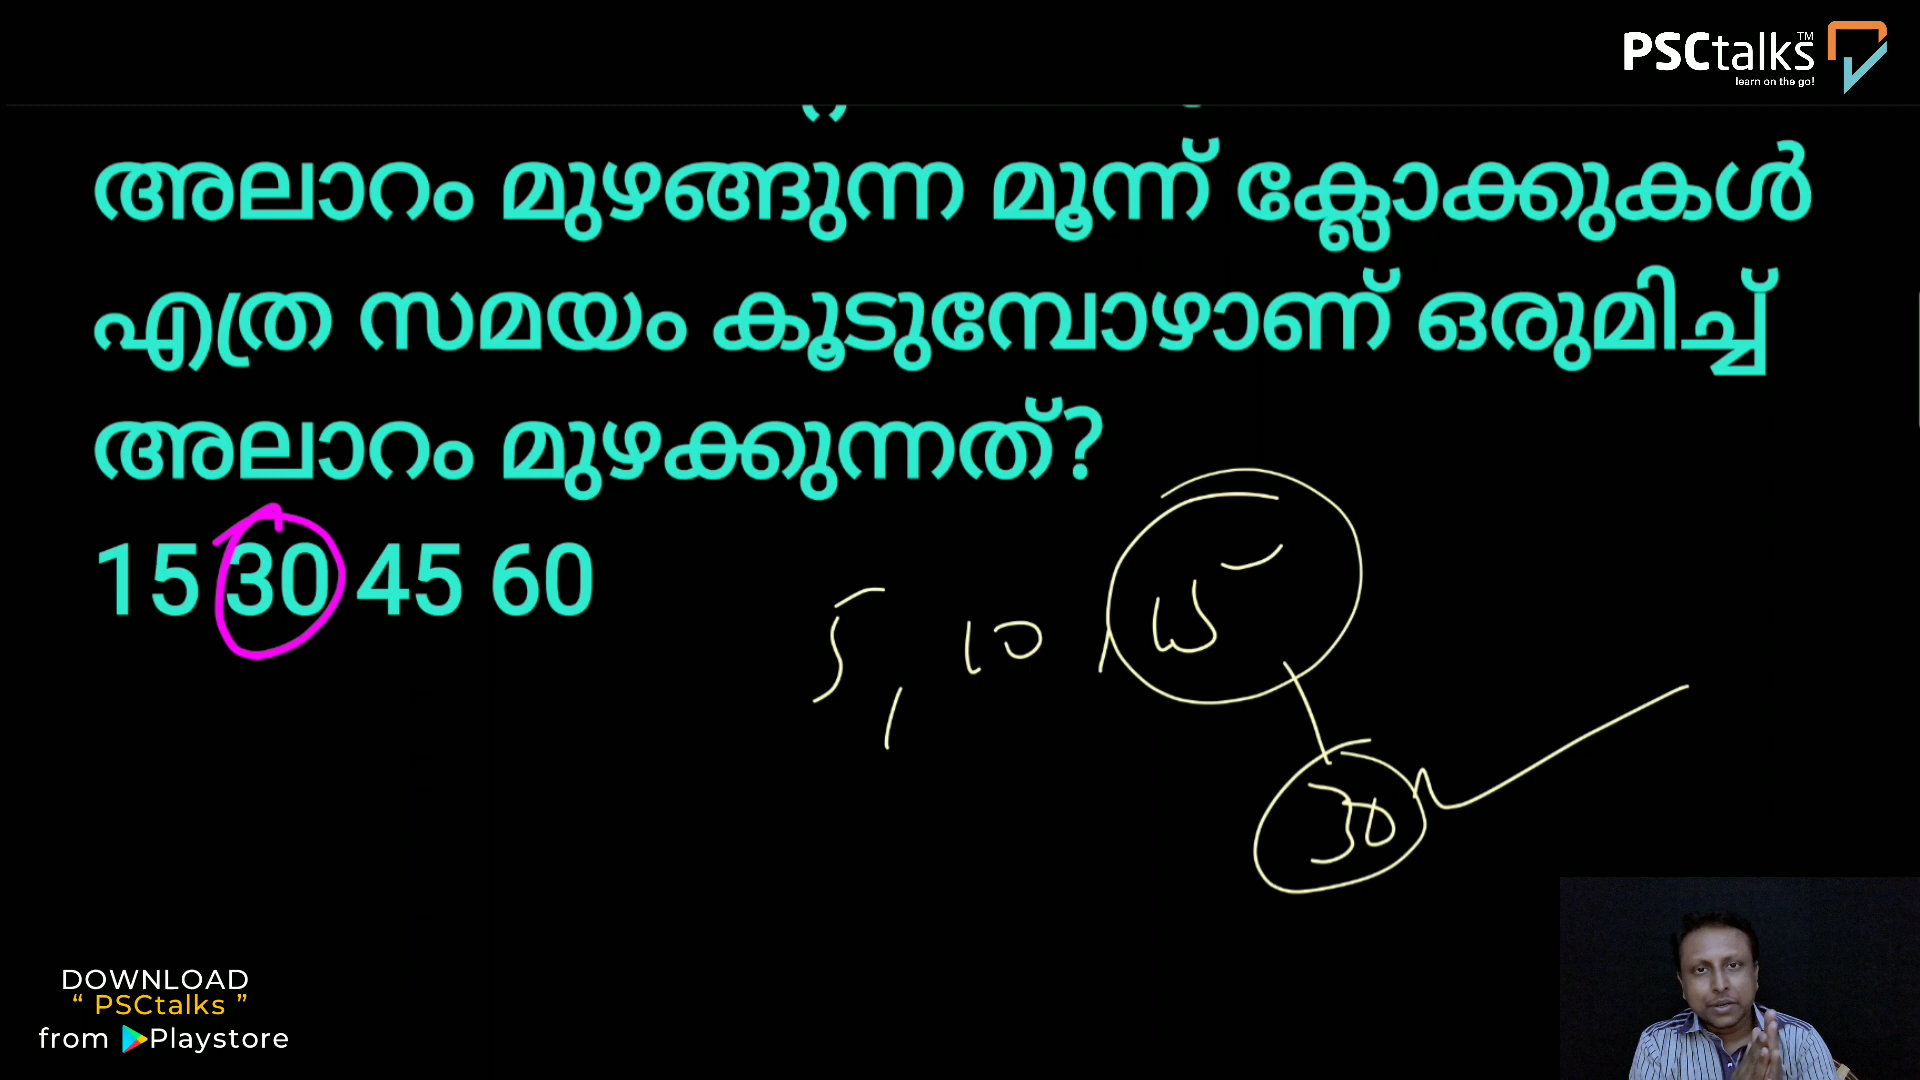 PSCtalks™
learn on the go!
അലാറം മുഴങ്ങുന്ന മൂന്ന് ക്ലോക്കുകൾ
എത്ര സമയം കൂടുമ്പോഴാണ് ഒരുമിച്ച്
അലാറം മുഴക്കുന്നത്?
15 30 45 60
5, 10, 15
30
DOWNLOAD
“ PSCtalks ”
from Playstore